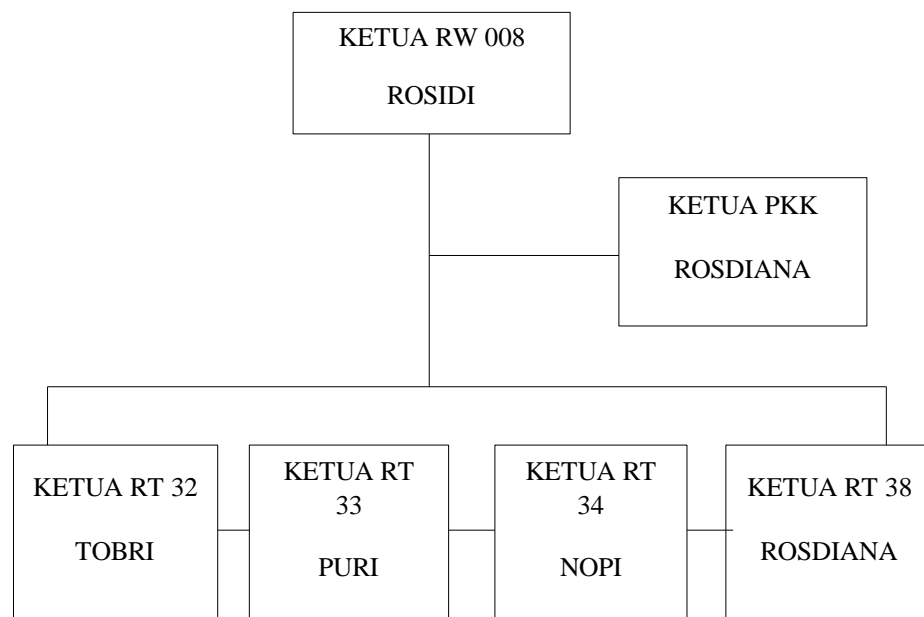 KETUA RW 008
ROSIDI
KETUA PKK
ROSDIANA
KETUA RT 32
TOBRI
KETUA RT
33
PURI
KETUA RT
34
NOPI
KETUA RT 38
ROSDIANA